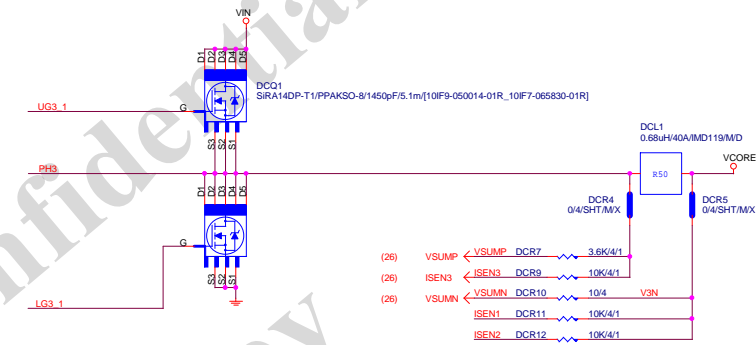 VIN
D1 D2 D3 D4 D5
DCQ1
SiRA14DP-T1/PPAKSO-8/1450pF/5.1m/[10IF9-050014-01R_10IF7-065830-01R]
UG3_1
G
S3 S2 S1
DCL1
0.68uH/40A/IMD119/M/D
VCORE
PH3
R50
D1 D2 D3 D4 D5
DCR4
0/4/SHT/M/X
DCR5
0/4/SHT/M/X
G
(26) VSUMP VSUMP DCR7 3.6K/4/1
S3 S2 S1
(26) ISEN3 ISEN3 DCR9 10K/4/1
(26) VSUMN VSUMN DCR10 10/4 V3N
LG3_1
ISEN1 DCR11 10K/4/1
ISEN2 DCR12 10K/4/1
nfidential